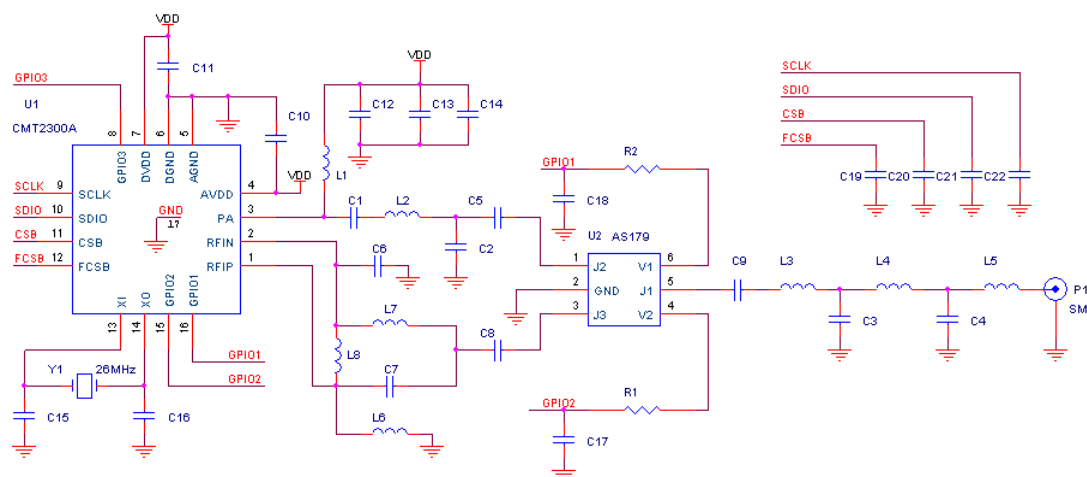 VDD
C11
GPIO3
U1
CMT2300A
8
7
6
5
GPIO3
DVDD
DGND
AGND
C10
VDD
C12
C13
C14
L1
SCLK
9
SCLK
AVDD
4
VDD
SDIO
10
SDIO
GND
17
PA
3
CSB
11
CSB
RFIN
2
FCSB
12
FCSB
RFIP
1
XI
XO
GPIO2
GPIO1
13
14
15
16
C1
L2
C5
C2
C6
L7
L8
C7
C8
L6
GPIO1
GPIO2
Y1
26MHz
C15
C16
GPIO1
R2
C18
U2
AS179
1
J2
V1
6
2
GND
J1
5
3
J3
V2
4
GPIO2
R1
C17
SCLK
SDIO
CSB
FCSB
C19
C20
C21
C22
C9
L3
L4
L5
C3
C4
P1
SM